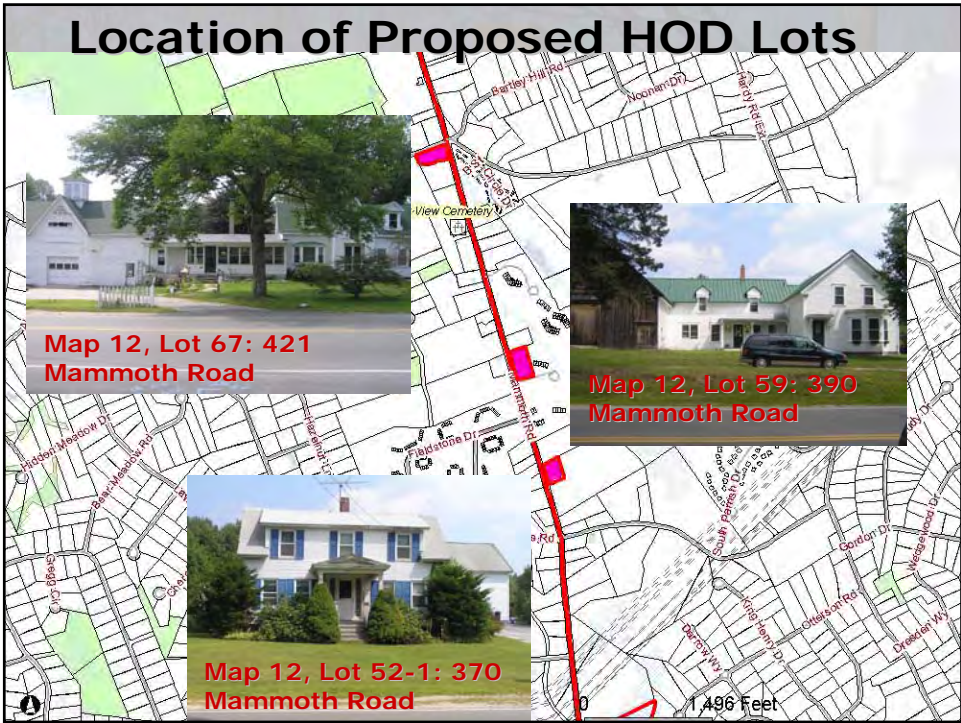 Location of Proposed HOD Lots
Bartley Hill Rd
Noonan Dr
Hardy Rd Ext
View Cemetery
Map 12, Lot 67: 421
Mammoth Road
Map 12, Lot 59: 390
Mammoth Road
Mammoth Rd
Fieldstone Dr
Hazelnut
Hidden Meadow Dr
Bear Meadow Rd
Gregg Cir
South Parrish Dr
Gordon Dr
Wedgewood Dr
King Henry Dr
Otterson Rd
Darrow Wy
Dresden Wy
Map 12, Lot 52-1: 370
Mammoth Road
0 1,496 Feet